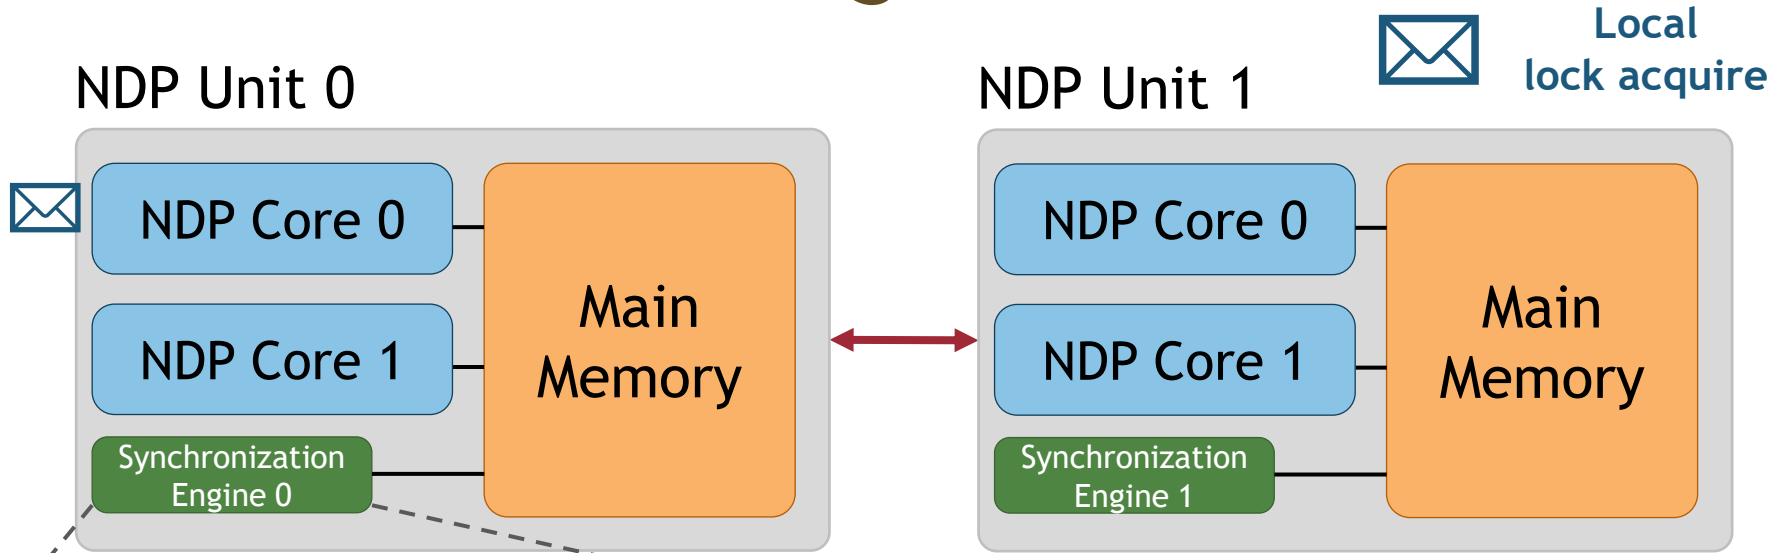 Local
lock acquire
NDP Unit 0
NDP Unit 1
NDP Core 0
NDP Core 1
Synchronization
Engine 0
Main
Memory
NDP Core 0
NDP Core 1
Synchronization
Engine 1
Main
Memory